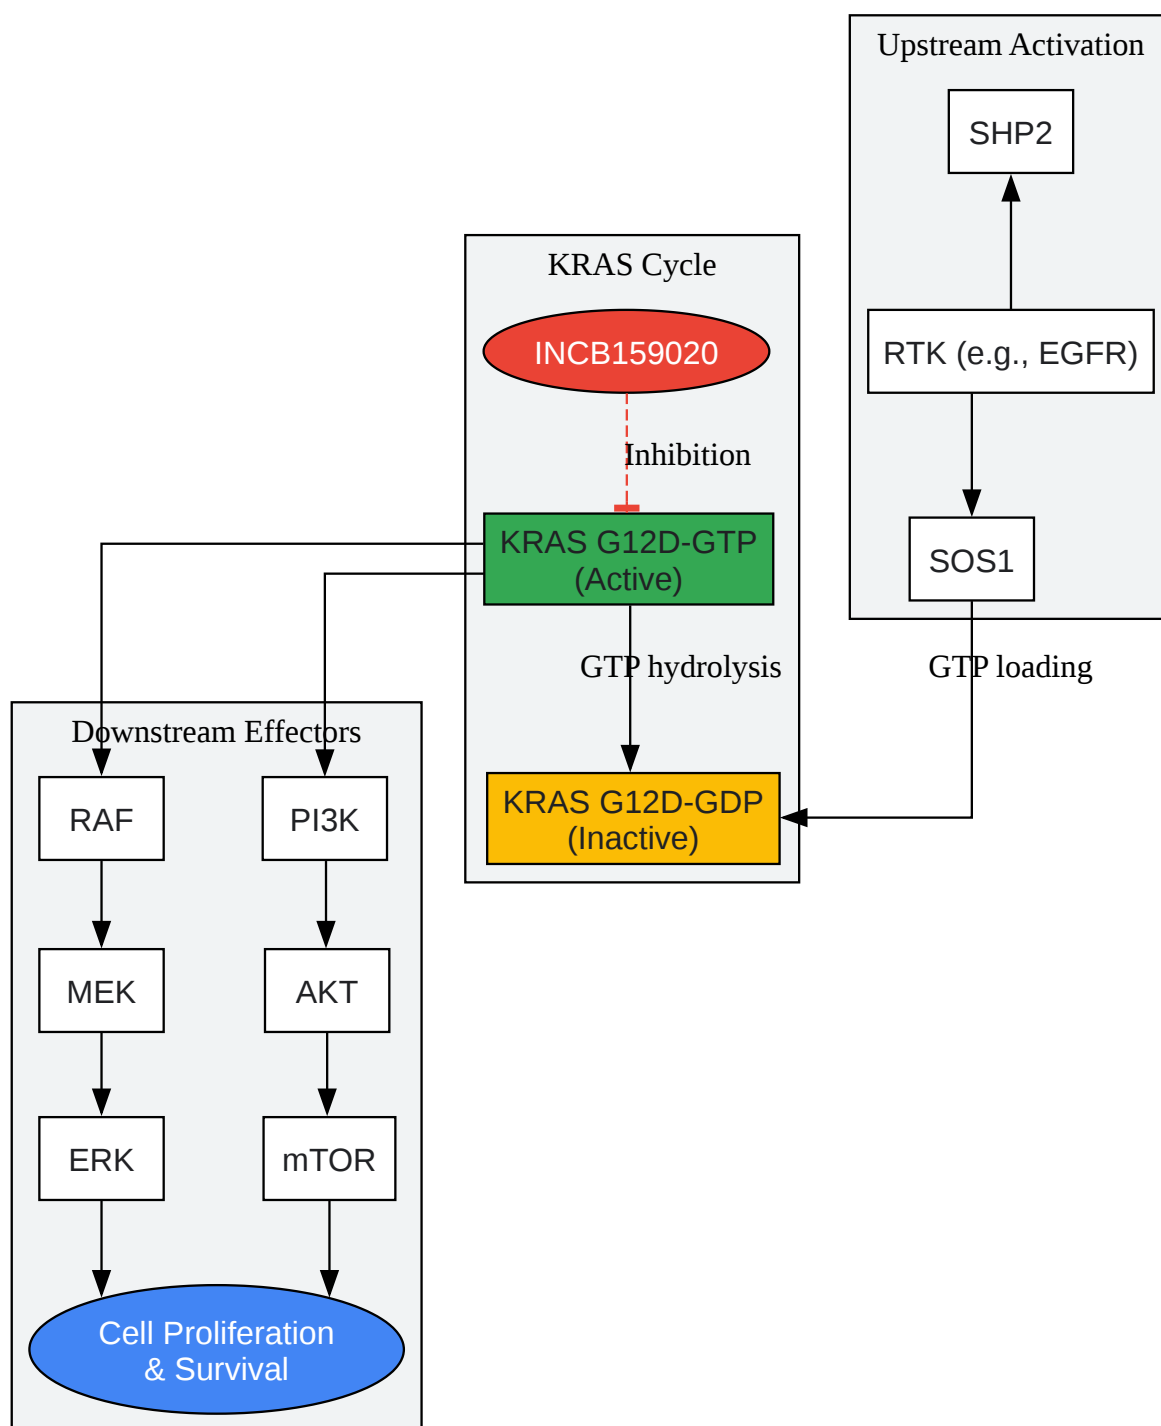 Upstream Activation
SHP2
RTK (e.g., EGFR)
SOS1
GTP loading
KRAS Cycle
INCB159020
Inhibition
KRAS G12D-GTP
(Active)
GTP hydrolysis
KRAS G12D-GDP
(Inactive)
Downstream Effectors
RAF
PI3K
MEK
AKT
ERK
mTOR
Cell Proliferation
& Survival